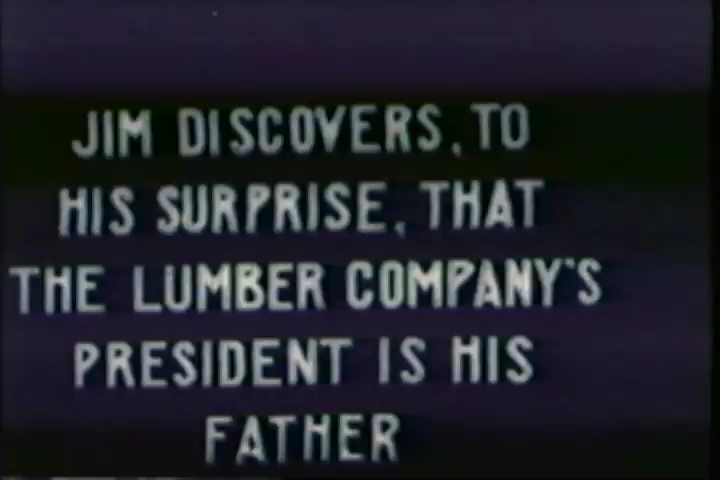 JIM DISCOVERS, TO
HIS SURPRISE, THAT
THE LUMBER COMPANY'S
PRESIDENT IS HIS
FATHER